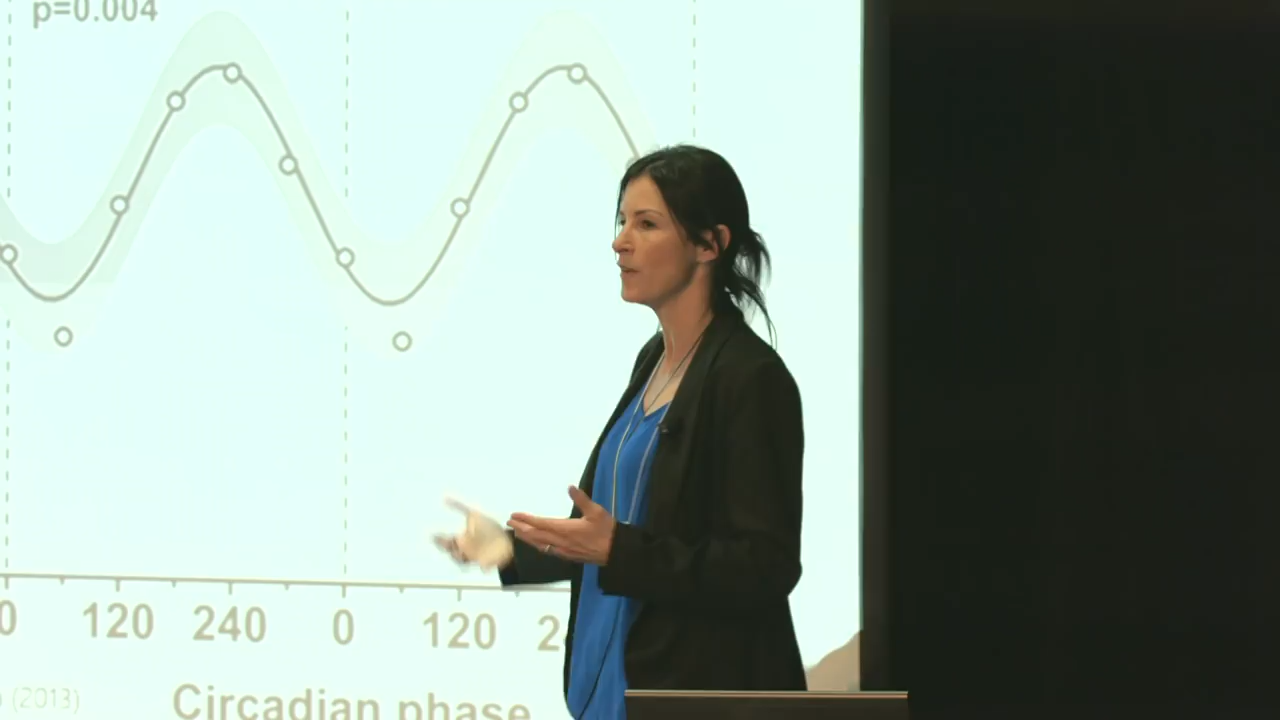 p=0.004
0 120 240 0 120
(2013) Circadian phase